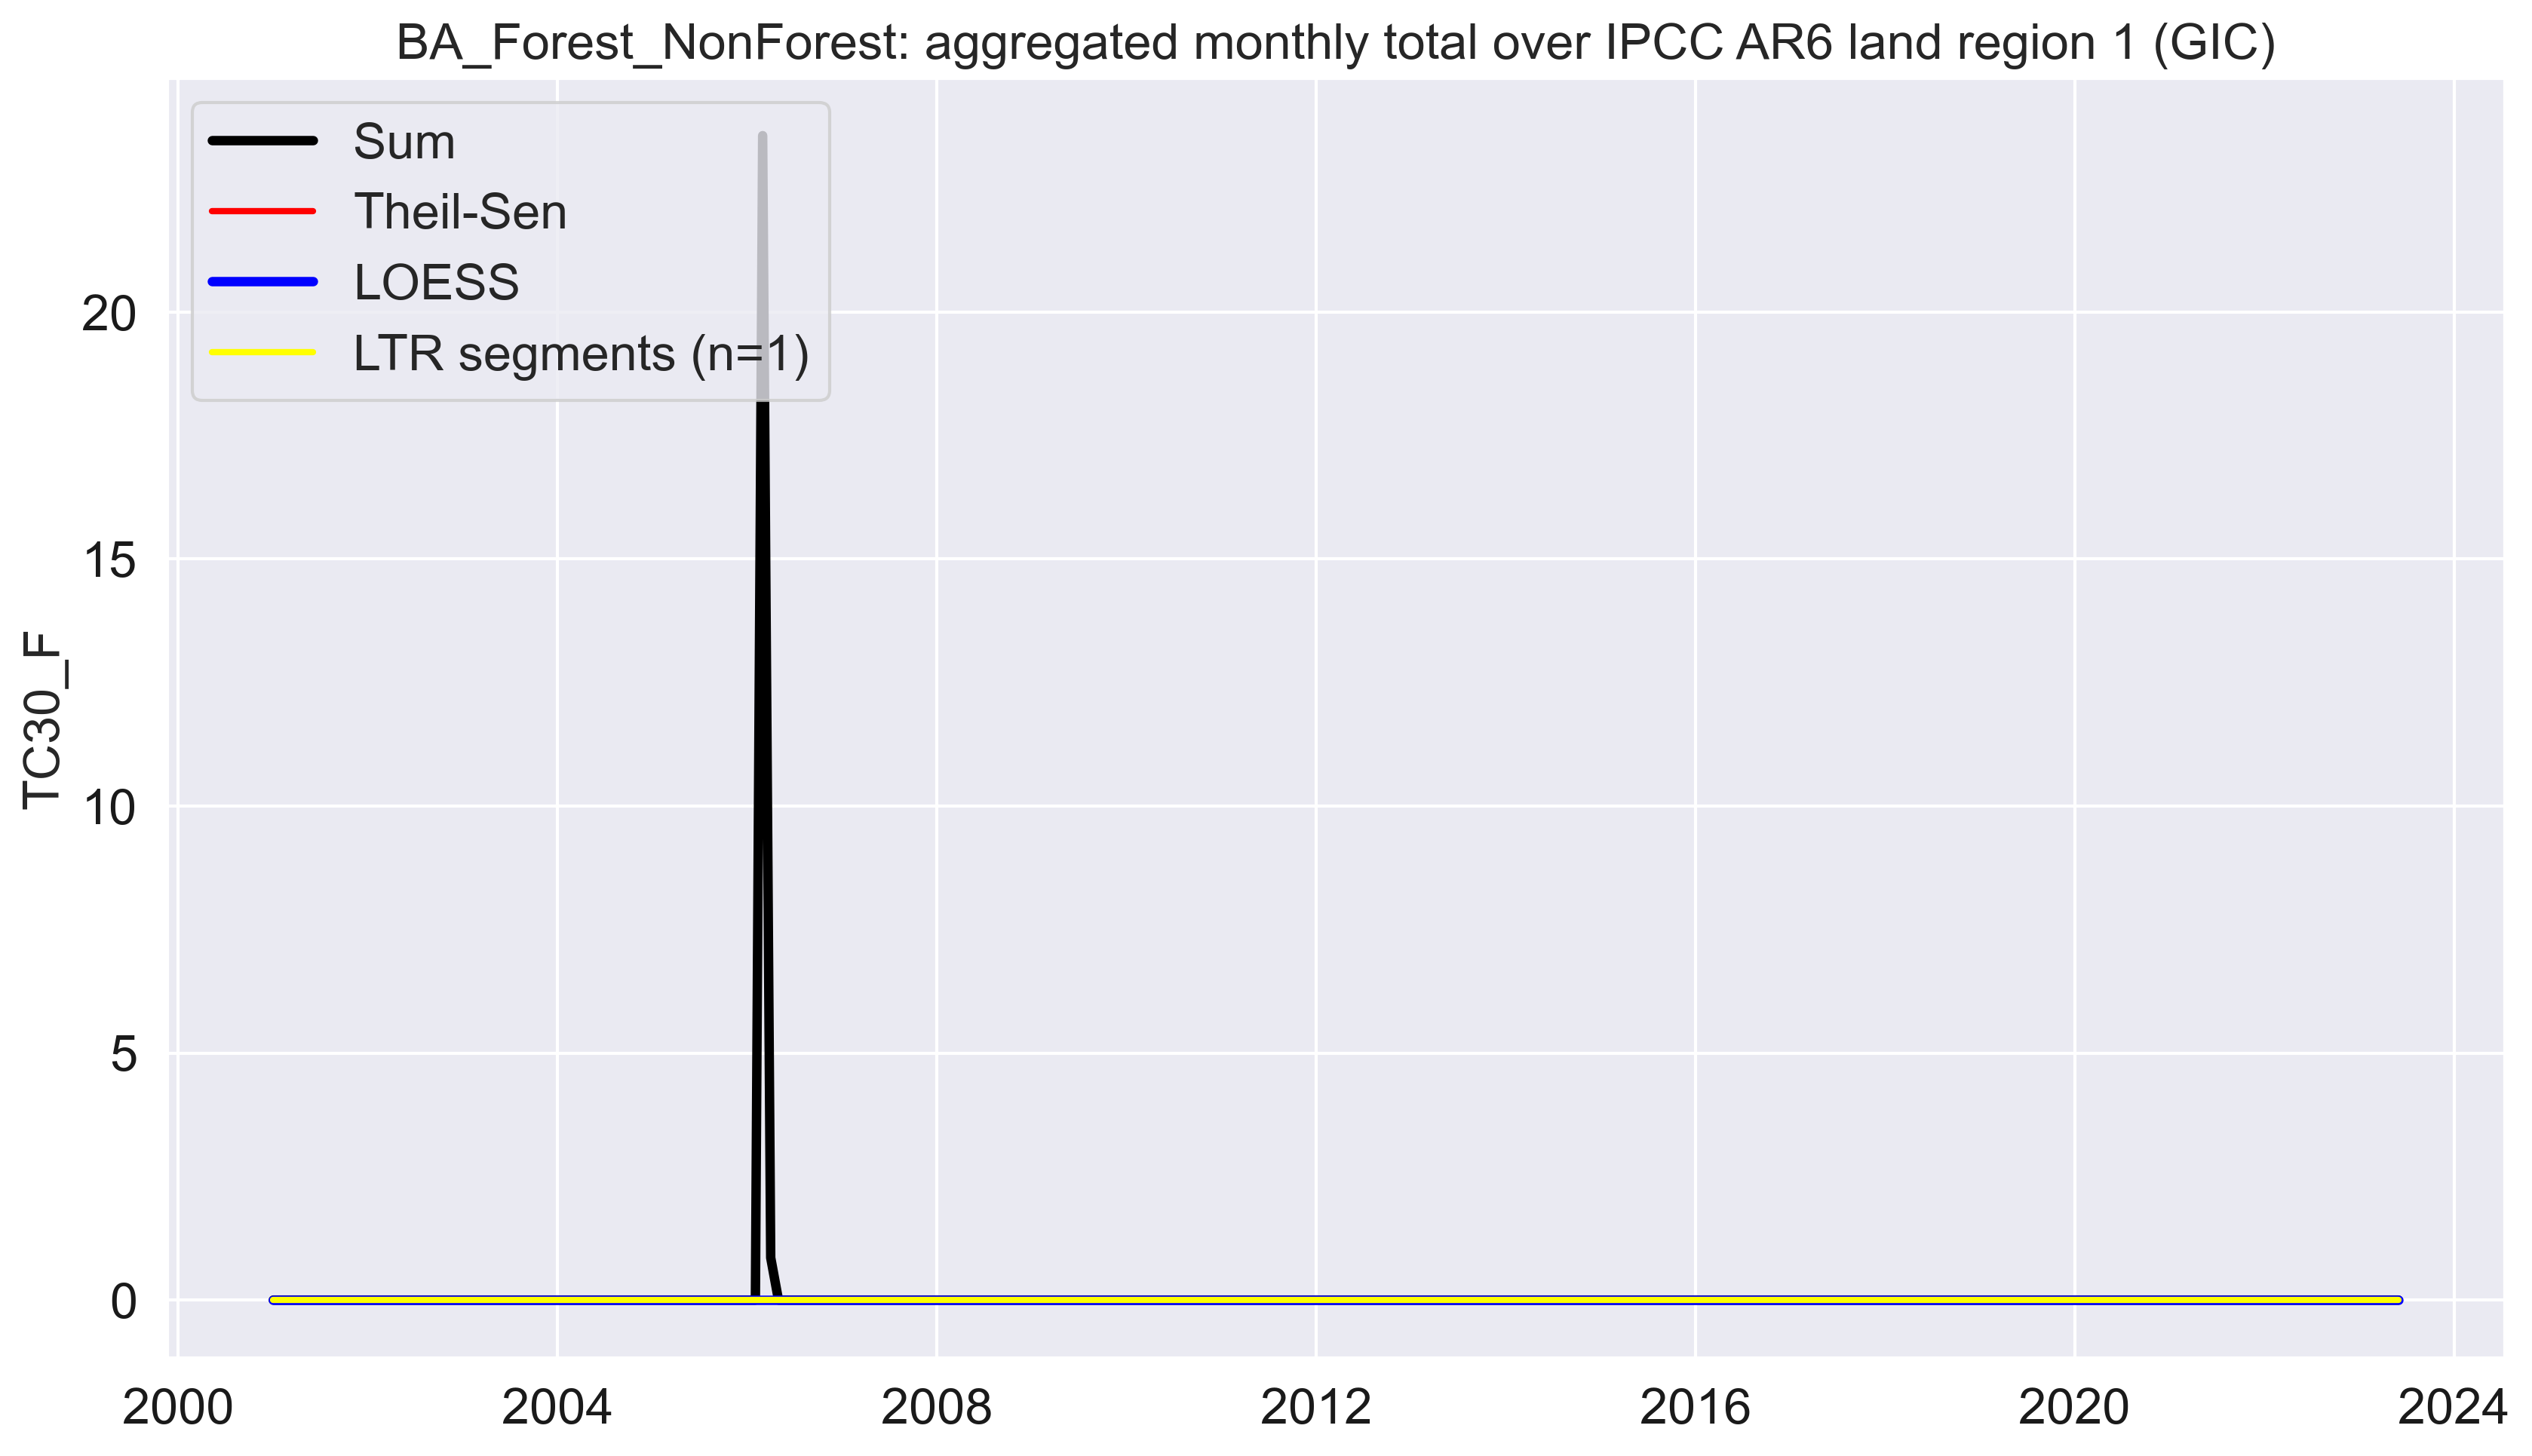 BA_Forest_NonForest: aggregated monthly total over IPCC AR6 land region 1 (GIC)
Sum
Theil-Sen
LOESS
LTR segments (n=1)
TC30_F
20
15
10
5
0
2000 2004 2008 2012 2016 2020 2024